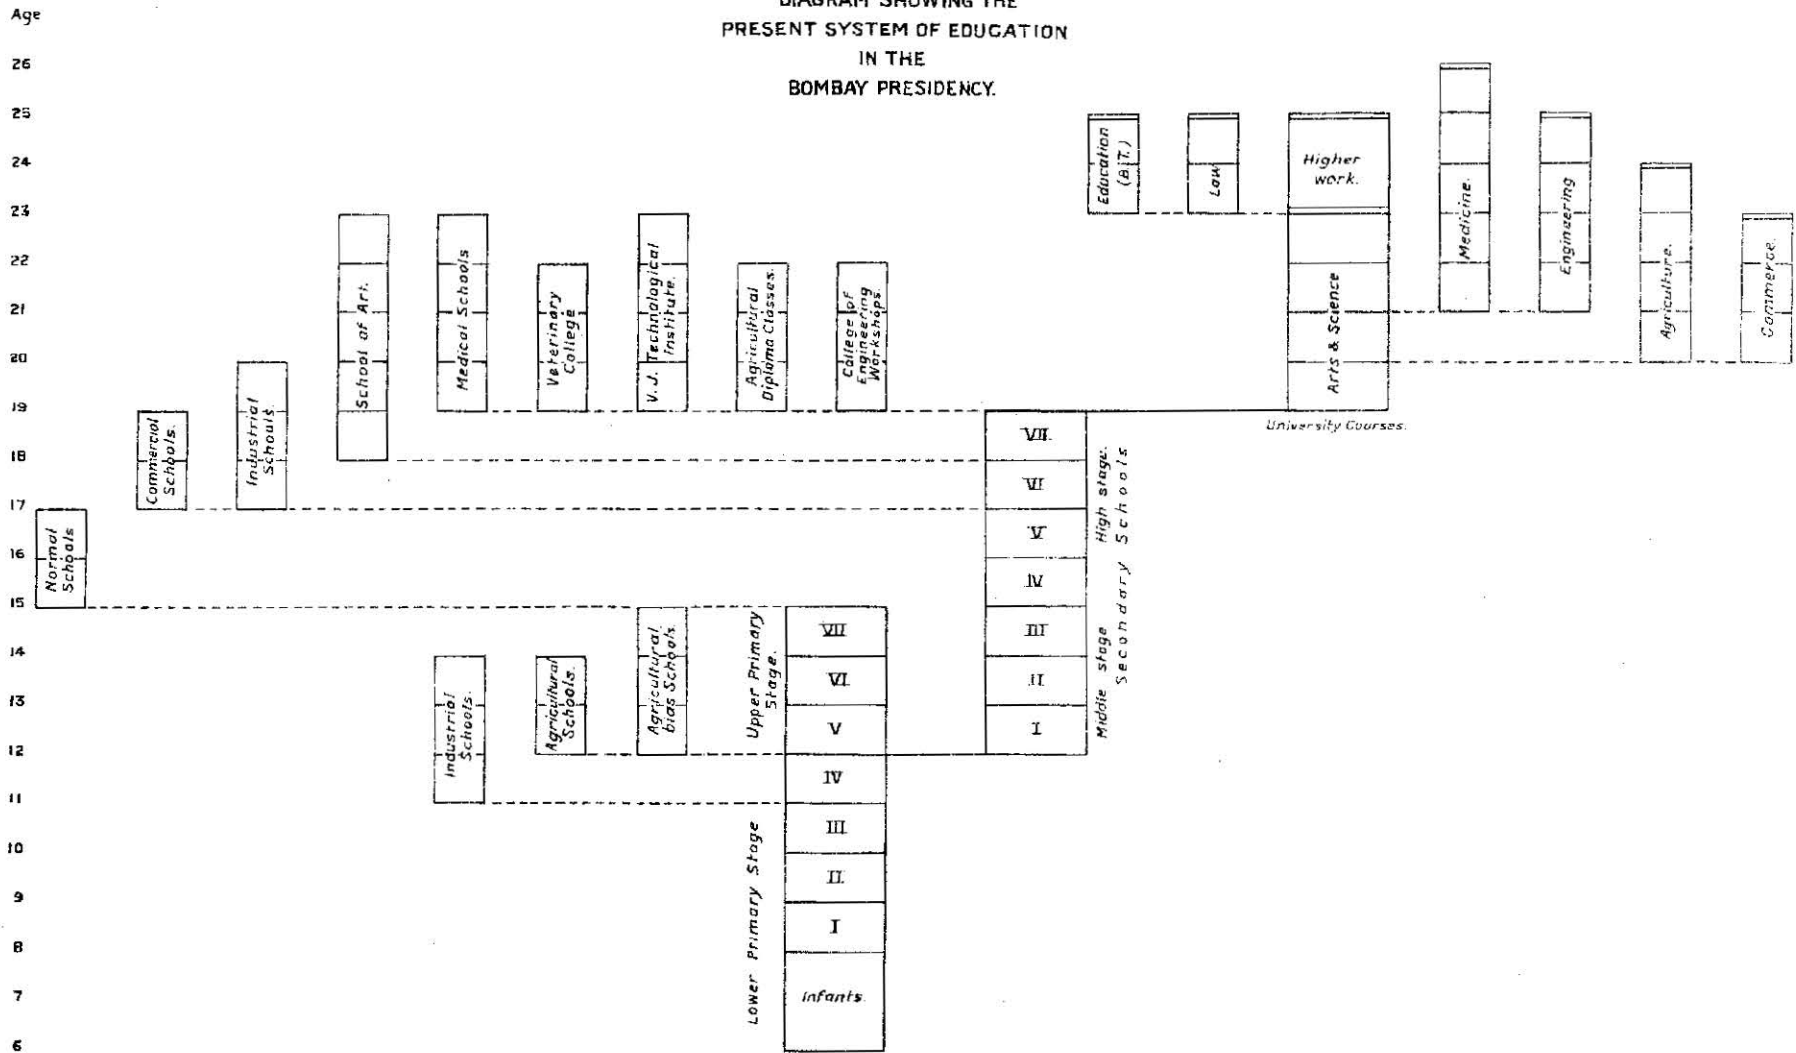 DIAGRAM SHOWING THE
PRESENT SYSTEM OF EDUCATION
IN THE
BOMBAY PRESIDENCY.
Age
26
25
24
23
22
21
20
19
18
17
16
15
14
13
12
11
10
9
8
7
6
Normal
Schools
Commercial
Schools.
Industrial
Schools.
School of Art.
Medical Schools
Veterinary
College
V. J. Technological
Institute.
Agricultural
Diploma Classes.
College of
Engineering
Workshops.
Education
(B.T.)
Law
Higher
work.
Arts & Science
Medicine.
Engineering
Agriculture.
Commerce.
University Courses.
VII.
VI
V
IV
III
II
I
High stage.
Middle stage
Secondary Schools
Industrial
Schools.
Agricultural
Schools.
Agricultural
bias Schools.
Upper Primary
Stage.
VII
VI
V
IV
III
II
I
Infants.
Lower Primary Stage